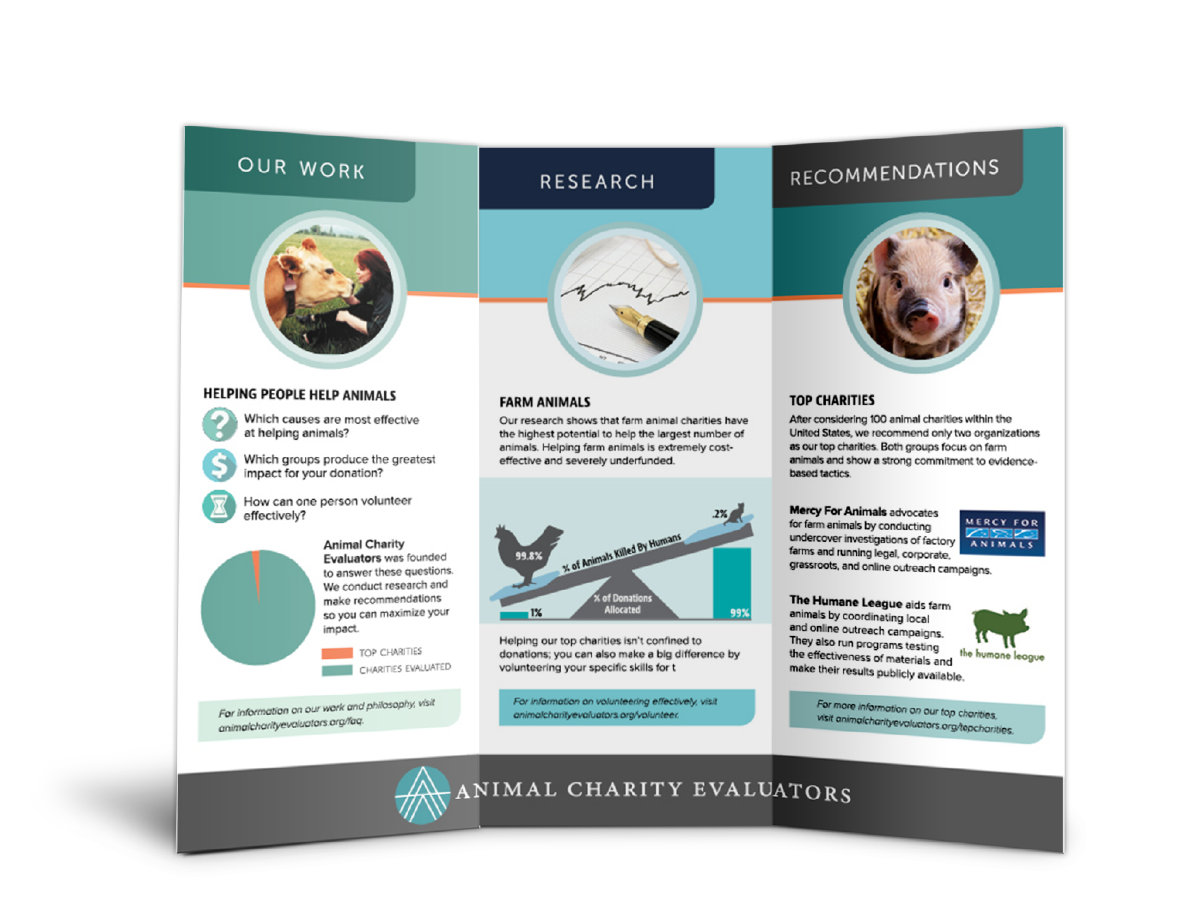 OUR WORK
HELPING PEOPLE HELP ANIMALS
Which causes are most effective
at helping animals?
$
Which groups produce the greatest
impact for your donation?
How can one person volunteer
effectively?
Animal Charity
Evaluators was founded
to answer these questions.
We conduct research and
make recommendations
so you can maximize your
impact.
TOP CHARITIES
CHARITIES EVALUATED
For information on our work and philosophy, visit
animalcharityevaluators.org/faq.
RESEARCH
FARM ANIMALS
Our research shows that farm animal charities have
the highest potential to help the largest number of
animals. Helping farm animals is extremely cost-
effective and severely underfunded.
.2%
99.8%
% of Animals Killed By Humans
% of Donations
Allocated
1%
99%
Helping our top charities isn't confined to
donations; you can also make a big difference by
volunteering your specific skills for t
For information on volunteering effectively, visit
animalcharityevaluators.org/volunteer.
RECOMMENDATIONS
TOP CHARITIES
After considering 100 animal charities within the
United States, we recommend only two organizations
as our top charities. Both groups focus on farm
animals and show a strong commitment to evidence-
based tactics.
Mercy For Animals advocates
for farm animals by conducting
undercover investigations of factory
farms and running legal, corporate,
grassroots, and online outreach campaigns.
MERCY FOR
ANIMALS
The Humane League aids farm
animals by coordinating local
and online outreach campaigns.
They also run programs testing
the effectiveness of materials and
make their results publicly available.
the humane league
For more information on our top charities,
visit animalcharityevaluators.org/topcharities.
ANIMAL CHARITY EVALUATORS